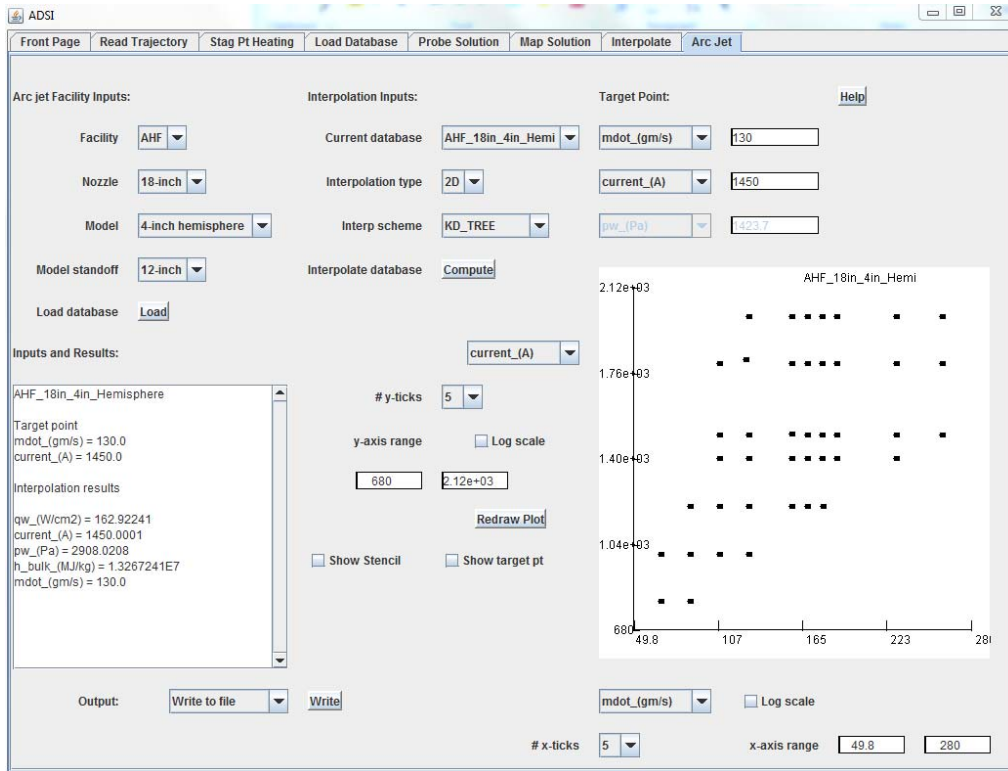 ADSI
Front Page Read Trajectory Stag Pt Heating Load Database Probe Solution Map Solution Interpolate Arc Jet
Arc jet Facility Inputs: Interpolation Inputs: Target Point: Help
Facility AHF Current database AHF_18in_4in_Hemi mdot_(gm/s) 130
Nozzle 18-inch Interpolation type 2D current_(A) 1450
Model 4-inch hemisphere Interp scheme KD_TREE pw_(Pa) 1423.7
Model standoff 12-inch Interpolate database Compute
Load database Load
Inputs and Results: current_(A)
AHF_18in_4in_Hemisphere
Target point
mdot_(gm/s) = 130.0
current_(A) = 1450.0
Interpolation results
qw_(W/cm2) = 162.92241
current_(A) = 1450.0001
pw_(Pa) = 2908.0208
h_bulk_(MJ/kg) = 1.3267241E7
mdot_(gm/s) = 130.0
# y-ticks 5
y-axis range Log scale
680 2.12e+03
Redraw Plot
Show Stencil Show target pt
AHF_18in_4in_Hemi
2.12e+03
1.76e+03
1.40e+03
1.04e+03
680
49.8 107 165 223 280
Output: Write to file Write mdot_(gm/s) Log scale
# x-ticks 5 x-axis range 49.8 280